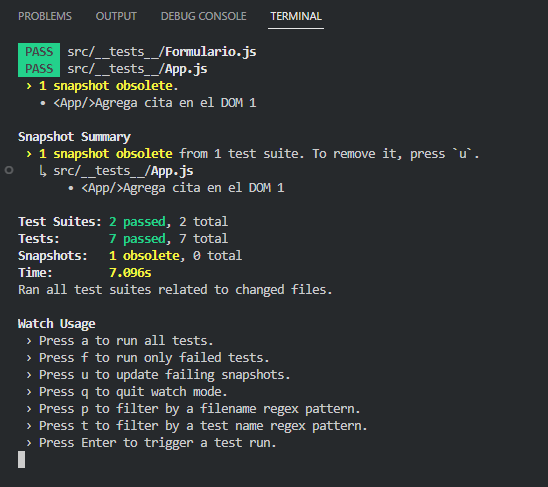 PROBLEMS OUTPUT DEBUG CONSOLE TERMINAL
PASS src/__tests__/Formulario.js
PASS src/__tests__/App.js
› 1 snapshot obsolete.
• <App/>Agrega cita en el DOM 1
Snapshot Summary
› 1 snapshot obsolete from 1 test suite. To remove it, press `u`.
↳ src/__tests__/App.js
• <App/>Agrega cita en el DOM 1
Test Suites: 2 passed, 2 total
Tests: 7 passed, 7 total
Snapshots: 1 obsolete, 0 total
Time: 7.096s
Ran all test suites related to changed files.
Watch Usage
› Press a to run all tests.
› Press f to run only failed tests.
› Press u to update failing snapshots.
› Press q to quit watch mode.
› Press p to filter by a filename regex pattern.
› Press t to filter by a test name regex pattern.
› Press Enter to trigger a test run.